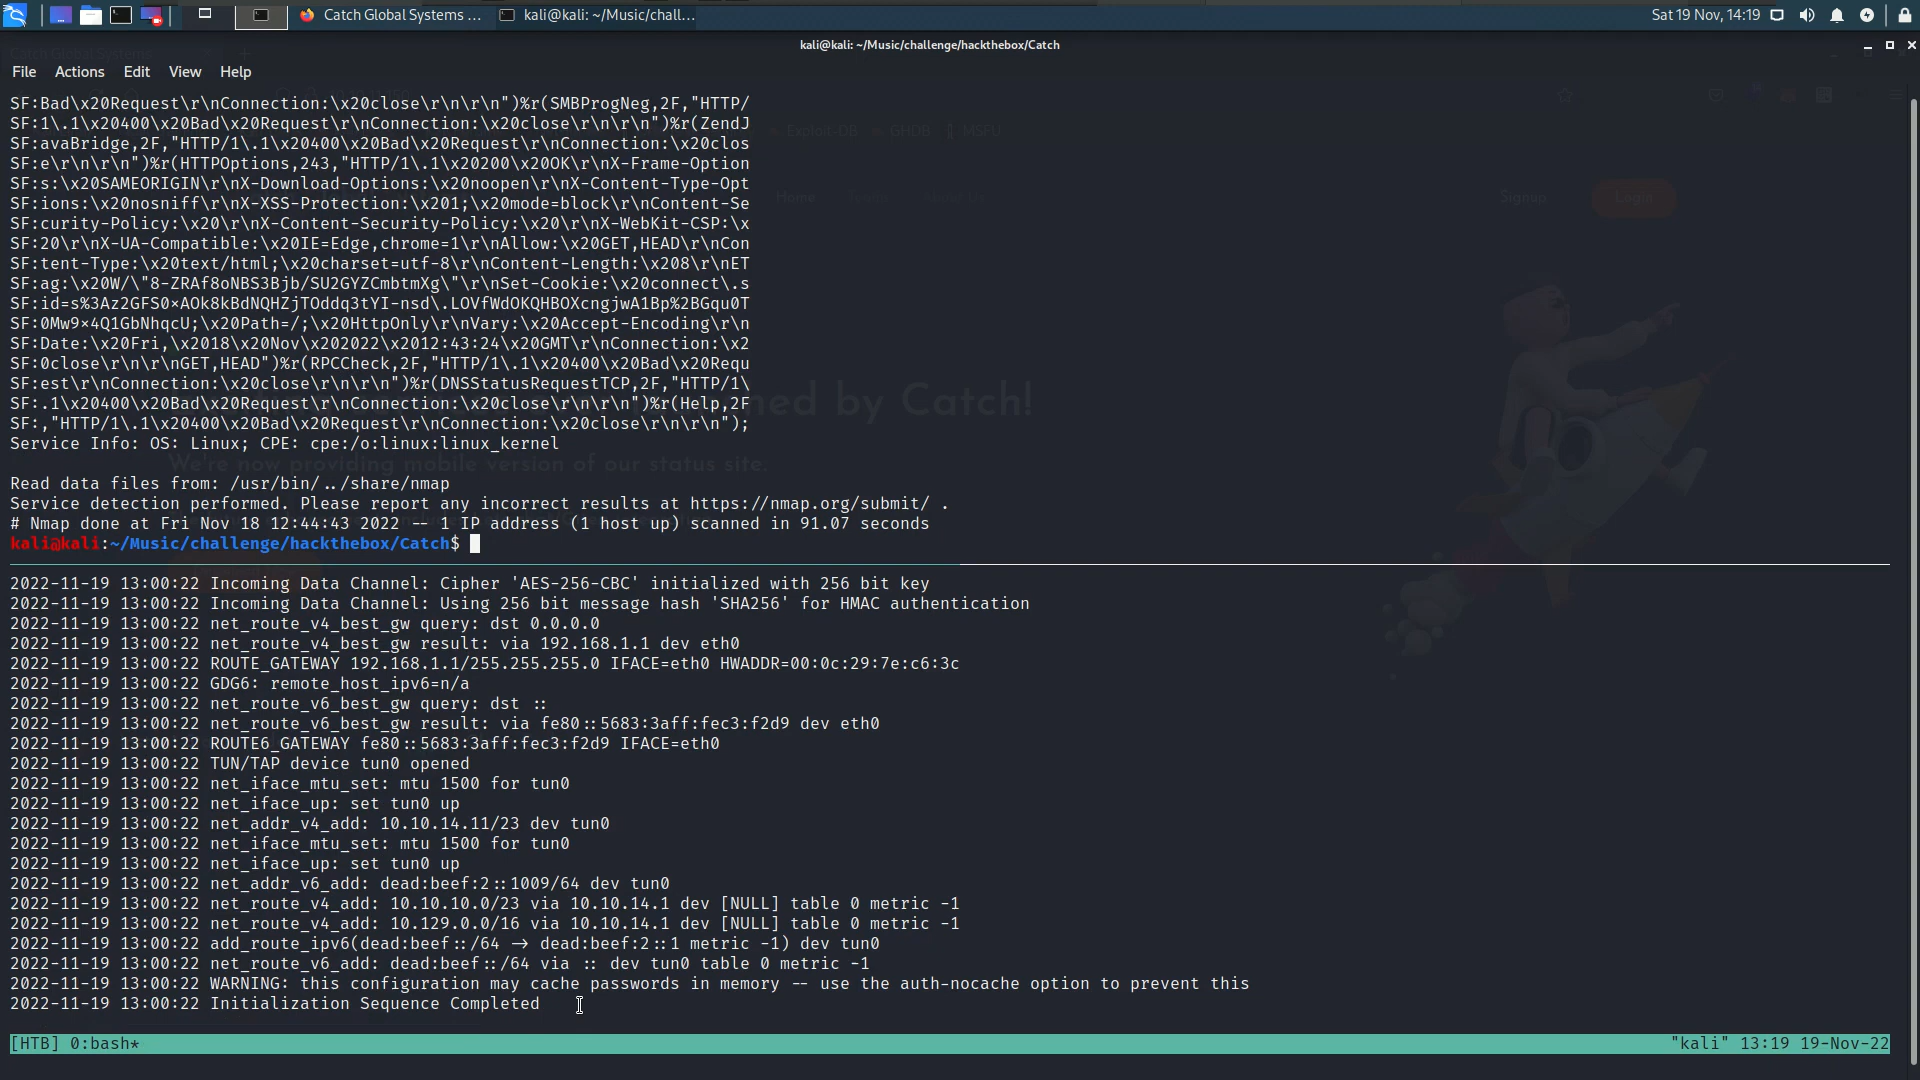 Catch Global Systems ...
kali@kali: ~/Music/chall...
Sat 19 Nov, 14:19
kali@kali: ~/Music/challenge/hackthebox/Catch
File Actions Edit View Help
SF:Bad\x20Request\r\nConnection:\x20close\r\n\r\n")%r(SMBProgNeg,2F,"HTTP/
SF:1\.1\x20400\x20Bad\x20Request\r\nConnection:\x20close\r\n\r\n")%r(ZendJ
SF:avaBridge,2F,"HTTP/1\.1\x20400\x20Bad\x20Request\r\nConnection:\x20clos
SF:e\r\n\r\n")%r(HTTPOptions,243,"HTTP/1\.1\x20200\x20OK\r\nX-Frame-Option
SF:s:\x20SAMEORIGIN\r\nX-Download-Options:\x20noopen\r\nX-Content-Type-Opt
SF:ions:\x20nosniff\r\nX-XSS-Protection:\x201;\x20mode=block\r\nContent-Se
SF:curity-Policy:\x20\r\nX-Content-Security-Policy:\x20\r\nX-WebKit-CSP:\x
SF:20\r\nX-UA-Compatible:\x20IE=Edge,chrome=1\r\nAllow:\x20GET,HEAD\r\nCon
SF:tent-Type:\x20text/html;\x20charset=utf-8\r\nContent-Length:\x208\r\nET
SF:ag:\x20W/\"8-ZRAf8oNBS3Bjb/SU2GYZCmbtmXg\"\r\nSet-Cookie:\x20connect\.s
SF:id=s%3Az2GFS0×AOk8kBdNQHZjTOddq3tYI-nsd\.LOVfWdOKQHBOXcngjwA1Bp%2BGqu0T
SF:0Mw9×4Q1GbNhqcU;\x20Path=/;\x20HttpOnly\r\nVary:\x20Accept-Encoding\r\n
SF:Date:\x20Fri,\x2018\x20Nov\x202022\x2012:43:24\x20GMT\r\nConnection:\x2
SF:0close\r\n\r\nGET,HEAD")%r(RPCCheck,2F,"HTTP/1\.1\x20400\x20Bad\x20Requ
SF:est\r\nConnection:\x20close\r\n\r\n")%r(DNSStatusRequestTCP,2F,"HTTP/1\
SF:.1\x20400\x20Bad\x20Request\r\nConnection:\x20close\r\n\r\n")%r(Help,2F
SF:,"HTTP/1\.1\x20400\x20Bad\x20Request\r\nConnection:\x20close\r\n\r\n");
Service Info: OS: Linux; CPE: cpe:/o:linux:linux_kernel
Read data files from: /usr/bin/../share/nmap
Service detection performed. Please report any incorrect results at https://nmap.org/submit/ .
# Nmap done at Fri Nov 18 12:44:43 2022 -- 1 IP address (1 host up) scanned in 91.07 seconds
kali@kali:~/Music/challenge/hackthebox/Catch$
2022-11-19 13:00:22 Incoming Data Channel: Cipher 'AES-256-CBC' initialized with 256 bit key
2022-11-19 13:00:22 Incoming Data Channel: Using 256 bit message hash 'SHA256' for HMAC authentication
2022-11-19 13:00:22 net_route_v4_best_gw query: dst 0.0.0.0
2022-11-19 13:00:22 net_route_v4_best_gw result: via 192.168.1.1 dev eth0
2022-11-19 13:00:22 ROUTE_GATEWAY 192.168.1.1/255.255.255.0 IFACE=eth0 HWADDR=00:0c:29:7e:c6:3c
2022-11-19 13:00:22 GDG6: remote_host_ipv6=n/a
2022-11-19 13:00:22 net_route_v6_best_gw query: dst ::
2022-11-19 13:00:22 net_route_v6_best_gw result: via fe80::5683:3aff:fec3:f2d9 dev eth0
2022-11-19 13:00:22 ROUTE6_GATEWAY fe80::5683:3aff:fec3:f2d9 IFACE=eth0
2022-11-19 13:00:22 TUN/TAP device tun0 opened
2022-11-19 13:00:22 net_iface_mtu_set: mtu 1500 for tun0
2022-11-19 13:00:22 net_iface_up: set tun0 up
2022-11-19 13:00:22 net_addr_v4_add: 10.10.14.11/23 dev tun0
2022-11-19 13:00:22 net_iface_mtu_set: mtu 1500 for tun0
2022-11-19 13:00:22 net_iface_up: set tun0 up
2022-11-19 13:00:22 net_addr_v6_add: dead:beef:2::1009/64 dev tun0
2022-11-19 13:00:22 net_route_v4_add: 10.10.10.0/23 via 10.10.14.1 dev [NULL] table 0 metric -1
2022-11-19 13:00:22 net_route_v4_add: 10.129.0.0/16 via 10.10.14.1 dev [NULL] table 0 metric -1
2022-11-19 13:00:22 add_route_ipv6(dead:beef::/64 → dead:beef:2::1 metric -1) dev tun0
2022-11-19 13:00:22 net_route_v6_add: dead:beef::/64 via :: dev tun0 table 0 metric -1
2022-11-19 13:00:22 WARNING: this configuration may cache passwords in memory -- use the auth-nocache option to prevent this
2022-11-19 13:00:22 Initialization Sequence Completed
[HTB] 0:bash*
"kali" 13:19 19-Nov-22
Exploit-DB GHDB MSFU
Home
Signup
Login
by Catch!
We're now providing mobile version of our status site.